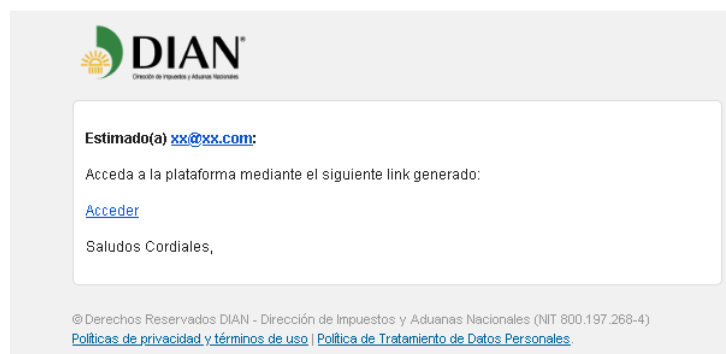 DIAN®
Dirección de Impuestos y Aduanas Nacionales
Estimado(a) xx@xx.com:
Acceda a la plataforma mediante el siguiente link generado:
Acceder
Saludos Cordiales,
© Derechos Reservados DIAN - Dirección de Impuestos y Aduanas Nacionales (NIT 800.197.268-4)
Políticas de privacidad y términos de uso | Política de Tratamiento de Datos Personales.